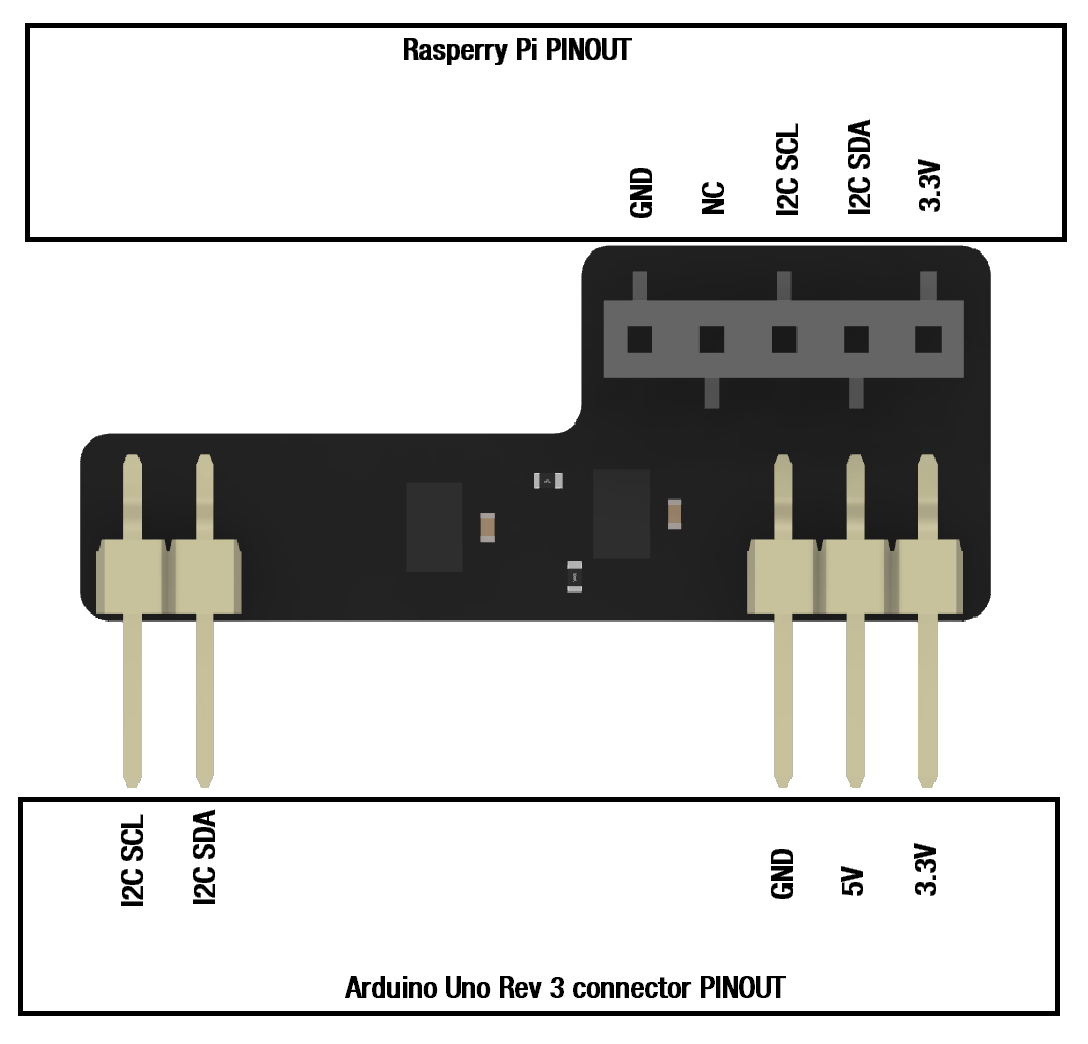 Rasperry Pi PINOUT
GND
NC
I2C SCL
I2C SDA
3.3V
I2C SCL
I2C SDA
GND
5V
3.3V
Arduino Uno Rev 3 connector PINOUT